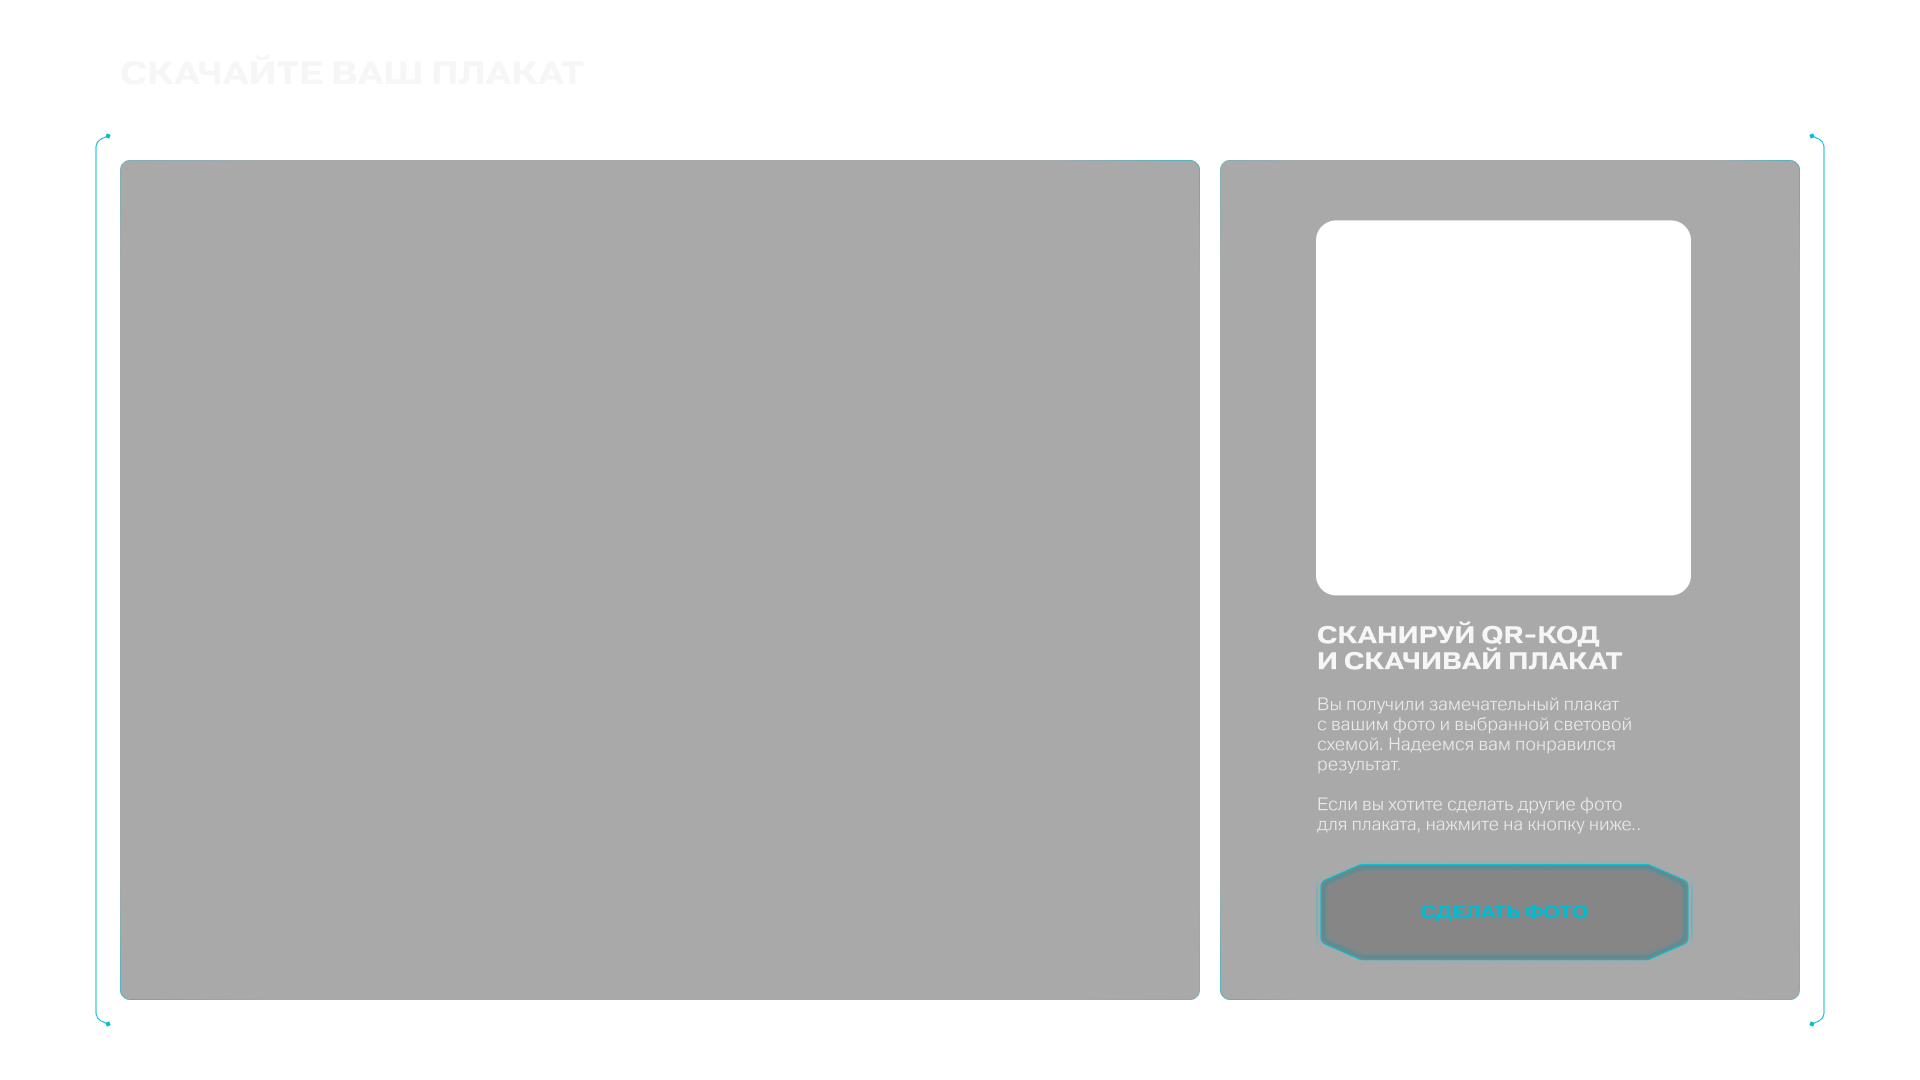 СКАЧАЙТЕ ВАШ ПЛАКАТ
СКАНИРУЙ QR-КОД
И СКАЧИВАЙ ПЛАКАТ
Вы получили замечательный плакат
с вашим фото и выбранной световой
схемой. Надеемся вам понравился
результат.
Если вы хотите сделать другие фото
для плаката, нажмите на кнопку ниже..
СДЕЛАТЬ ФОТО